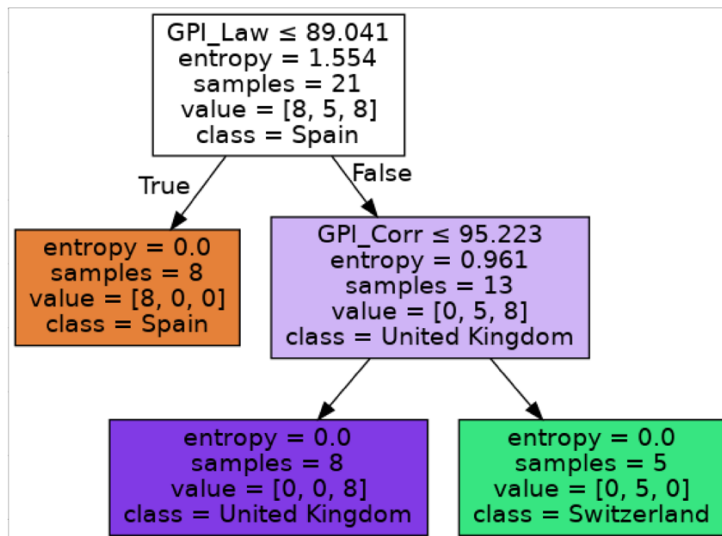 GPI_Law ≤ 89.041
entropy = 1.554
samples = 21
value = [8, 5, 8]
class = Spain
True
False
entropy = 0.0
samples = 8
value = [8, 0, 0]
class = Spain
GPI_Corr ≤ 95.223
entropy = 0.961
samples = 13
value = [0, 5, 8]
class = United Kingdom
entropy = 0.0
samples = 8
value = [0, 0, 8]
class = United Kingdom
entropy = 0.0
samples = 5
value = [0, 5, 0]
class = Switzerland